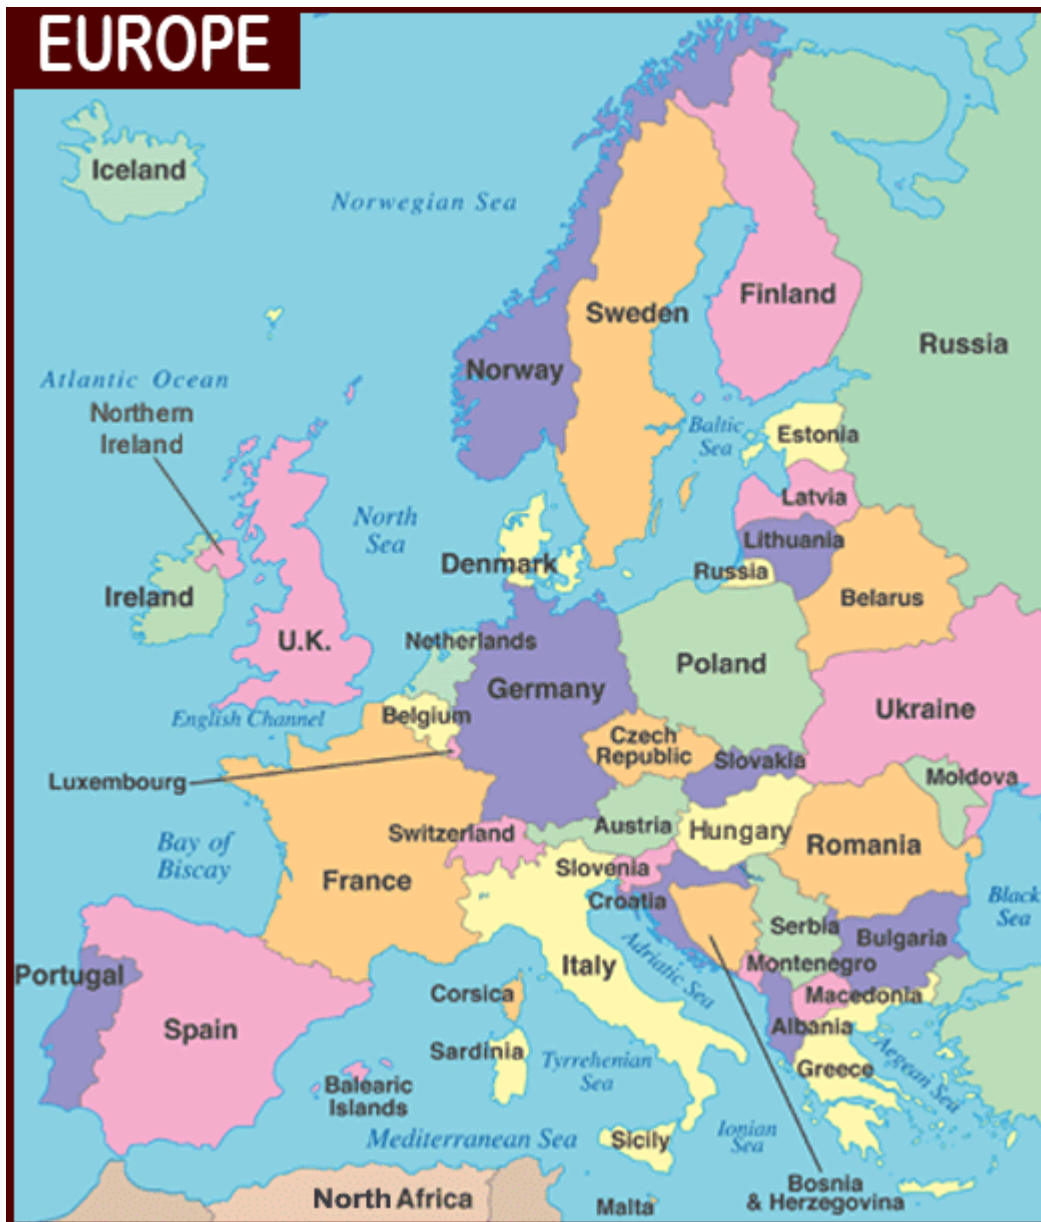 EUROPE
Iceland
Norwegian Sea
Sweden
Finland
Russia
Norway
Atlantic Ocean
Northern
Ireland
Baltic
Sea
Estonia
Latvia
North
Sea
Lithuania
Denmark
Russia
Ireland
Belarus
U.K.
Netherlands
Poland
Germany
Ukraine
English Channel
Belgium
Czech
Republic
Slovakia
Luxembourg
Moldova
Switzerland
Austria
Hungary
Romania
Bay of
Biscay
France
Slovenia
Croatia
Black
Sea
Serbia
Bulgaria
Adriatic Sea
Italy
Montenegro
Portugal
Corsica
Macedonia
Spain
Albania
Sardinia
Tyrrehenian
Sea
Aegean Sea
Greece
Balearic
Islands
Mediterranean Sea
Sicily
Ionian
Sea
Bosnia
& Herzegovina
North Africa
Malta